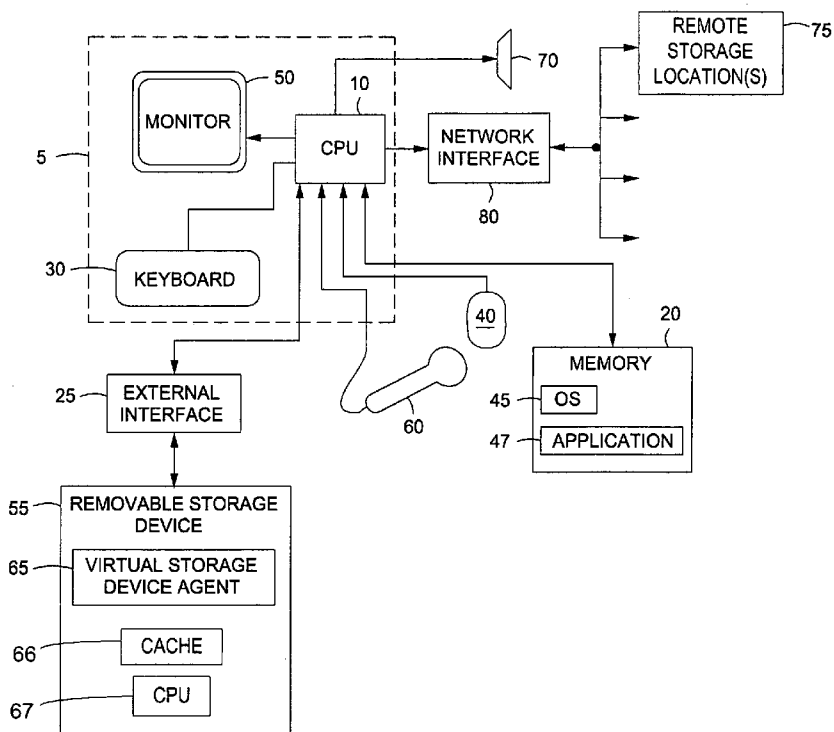 REMOTE
STORAGE
LOCATION(S)
75
70
50
10
MONITOR
CPU
NETWORK
INTERFACE
5
80
30
KEYBOARD
40
20
MEMORY
25
EXTERNAL
INTERFACE
60
45
OS
47
APPLICATION
55
REMOVABLE STORAGE
DEVICE
65
VIRTUAL STORAGE
DEVICE AGENT
66
CACHE
67
CPU